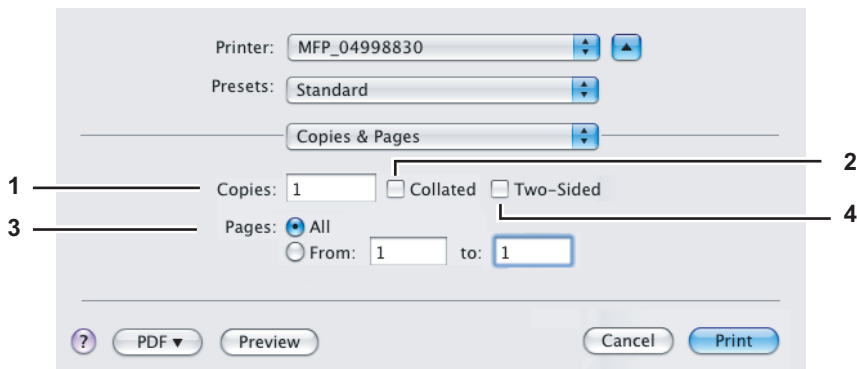 Printer: MFP_04998830
Presets: Standard
Copies & Pages
2
1 Copies: 1 Collated Two-Sided
4
3 Pages: All
From: 1 to: 1
? PDF▼ Preview Cancel Print